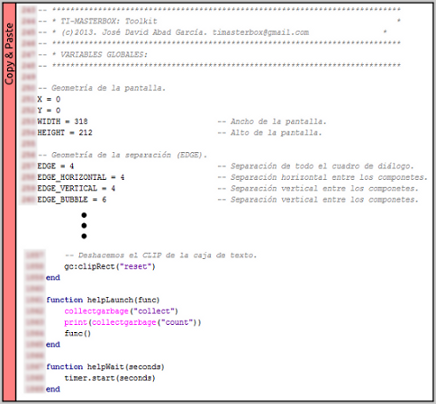 Copy & Paste
-- ************************************************************************
-- * TI-MASTERBOX: Toolkit *
-- * (c)2013. José David Abad García. timasterbox@gmail.com *
-- ************************************************************************
-- * VARIABLES GLOBALES:
-- ************************************************************************
-- Geometría de la pantalla.
X = 0
Y = 0
WIDTH = 318 -- Ancho de la pantalla.
HEIGHT = 212 -- Alto de la pantalla.
-- Geometría de la separación (EDGE).
EDGE = 4 -- Separación de todo el cuadro de diálogo.
EDGE_HORIZONTAL = 4 -- Separación horizontal entre los componetes.
EDGE_VERTICAL = 4 -- Separación vertical entre los componetes.
EDGE_BUBBLE = 6 -- Separación vertical entre los componetes.
-- Deshacemos el CLIP de la caja de texto.
gc:clipRect("reset")
end
function helpLaunch(func)
collectgarbage("collect")
print(collectgarbage("count"))
func()
end
function helpWait(seconds)
timer.start(seconds)
end